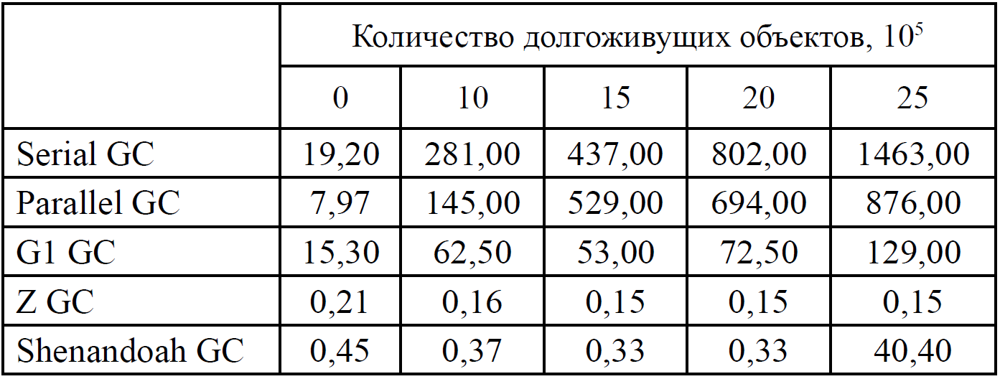 Количество долгоживущих объектов, 10⁵
0 10 15 20 25
Serial GC 19,20 281,00 437,00 802,00 1463,00
Parallel GC 7,97 145,00 529,00 694,00 876,00
G1 GC 15,30 62,50 53,00 72,50 129,00
Z GC 0,21 0,16 0,15 0,15 0,15
Shenandoah GC 0,45 0,37 0,33 0,33 40,40